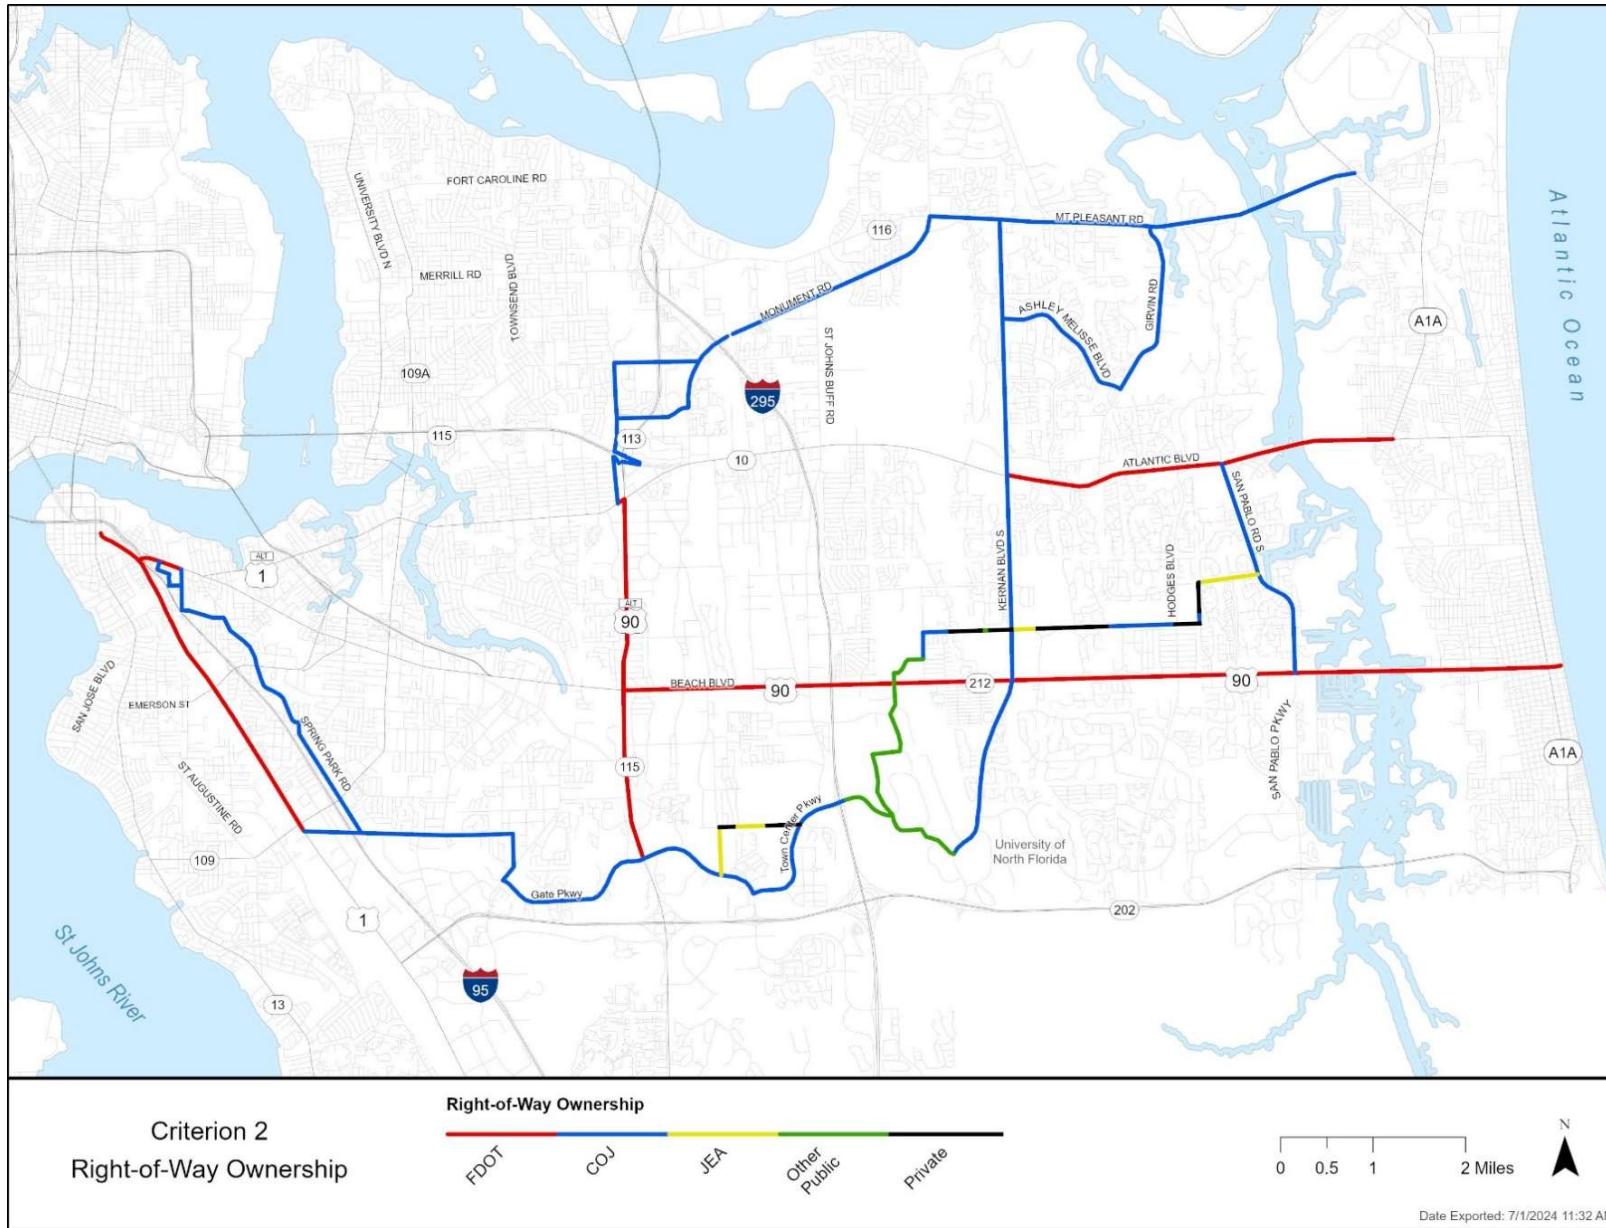 FORT CAROLINE RD
UNIVERSITY BLVD N
MERRILL RD
TOWNSEND BLVD
109A
116
MT PLEASANT RD
MONUMENT RD
ASHLEY MELISSE BLVD
GIRVIN RD
A1A
Atlantic Ocean
ST JOHNS BUFF RD
295
115
113
10
ATLANTIC BLVD
SAN PABLO RD S
ALT
1
ALT
90
KERNAN BLVD S
HODGES BLVD
BEACH BLVD
90
212
90
SAN JOSE BLVD
EMERSON ST
SPRING PARK RD
ST AUGUSTINE RD
115
SAN PABLO PKWY
A1A
Town Center Pkwy
University of
North Florida
109
Gate Pkwy
1
202
St Johns River
95
13
Criterion 2
Right-of-Way Ownership
Right-of-Way Ownership
FDOT
COJ
JEA
Other
Public
Private
N
0 0.5 1 2 Miles
Date Exported: 7/1/2024 11:32 AM